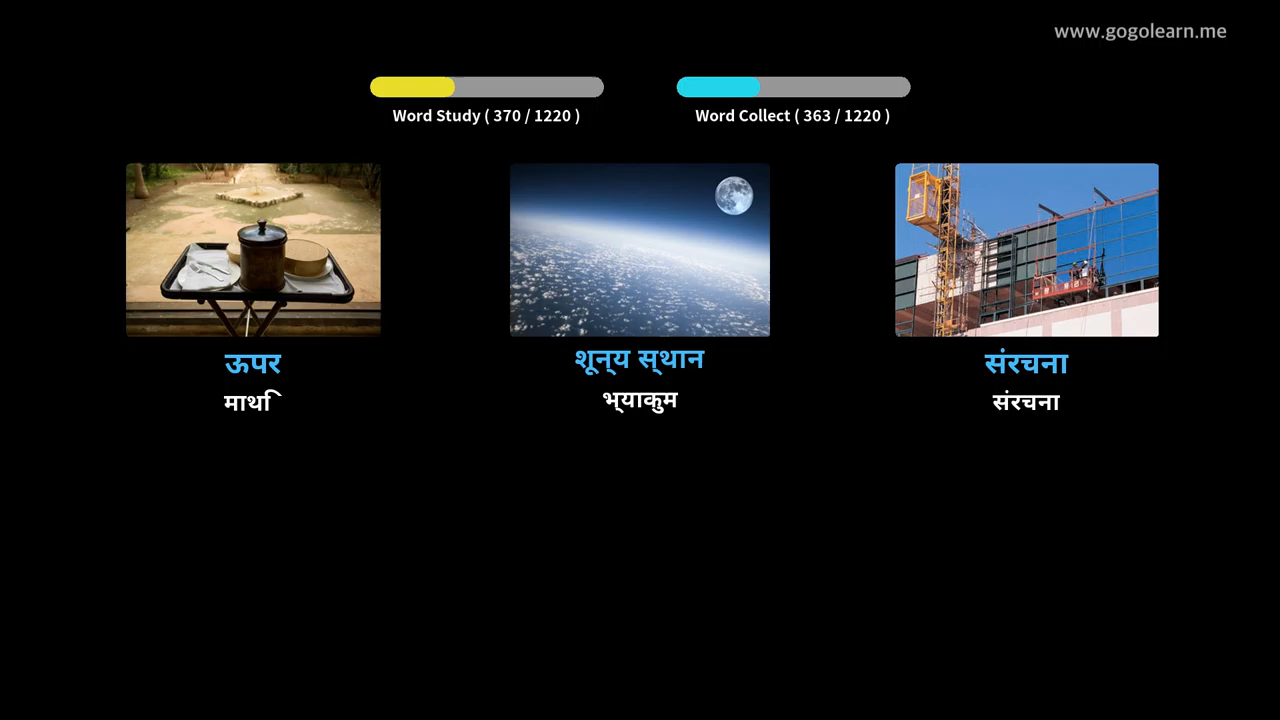 www.gogolearn.me
Word Study ( 370 / 1220 )
Word Collect ( 363 / 1220 )
ऊपर
शून्य स्थान
संरचना
माथि
भ्याकुम
संरचना